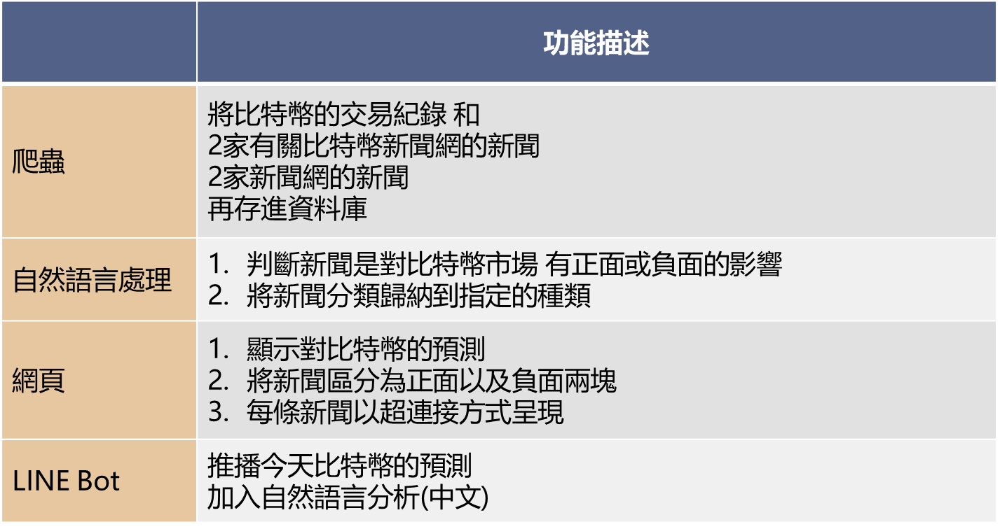 功能描述
爬蟲
將比特幣的交易紀錄 和
2家有關比特幣新聞網的新聞
2家新聞網的新聞
再存進資料庫
自然語言處理
1. 判斷新聞是對比特幣市場 有正面或負面的影響
2. 將新聞分類歸納到指定的種類
網頁
1. 顯示對比特幣的預測
2. 將新聞區分為正面以及負面兩塊
3. 每條新聞以超連接方式呈現
LINE Bot
推播今天比特幣的預測
加入自然語言分析(中文)